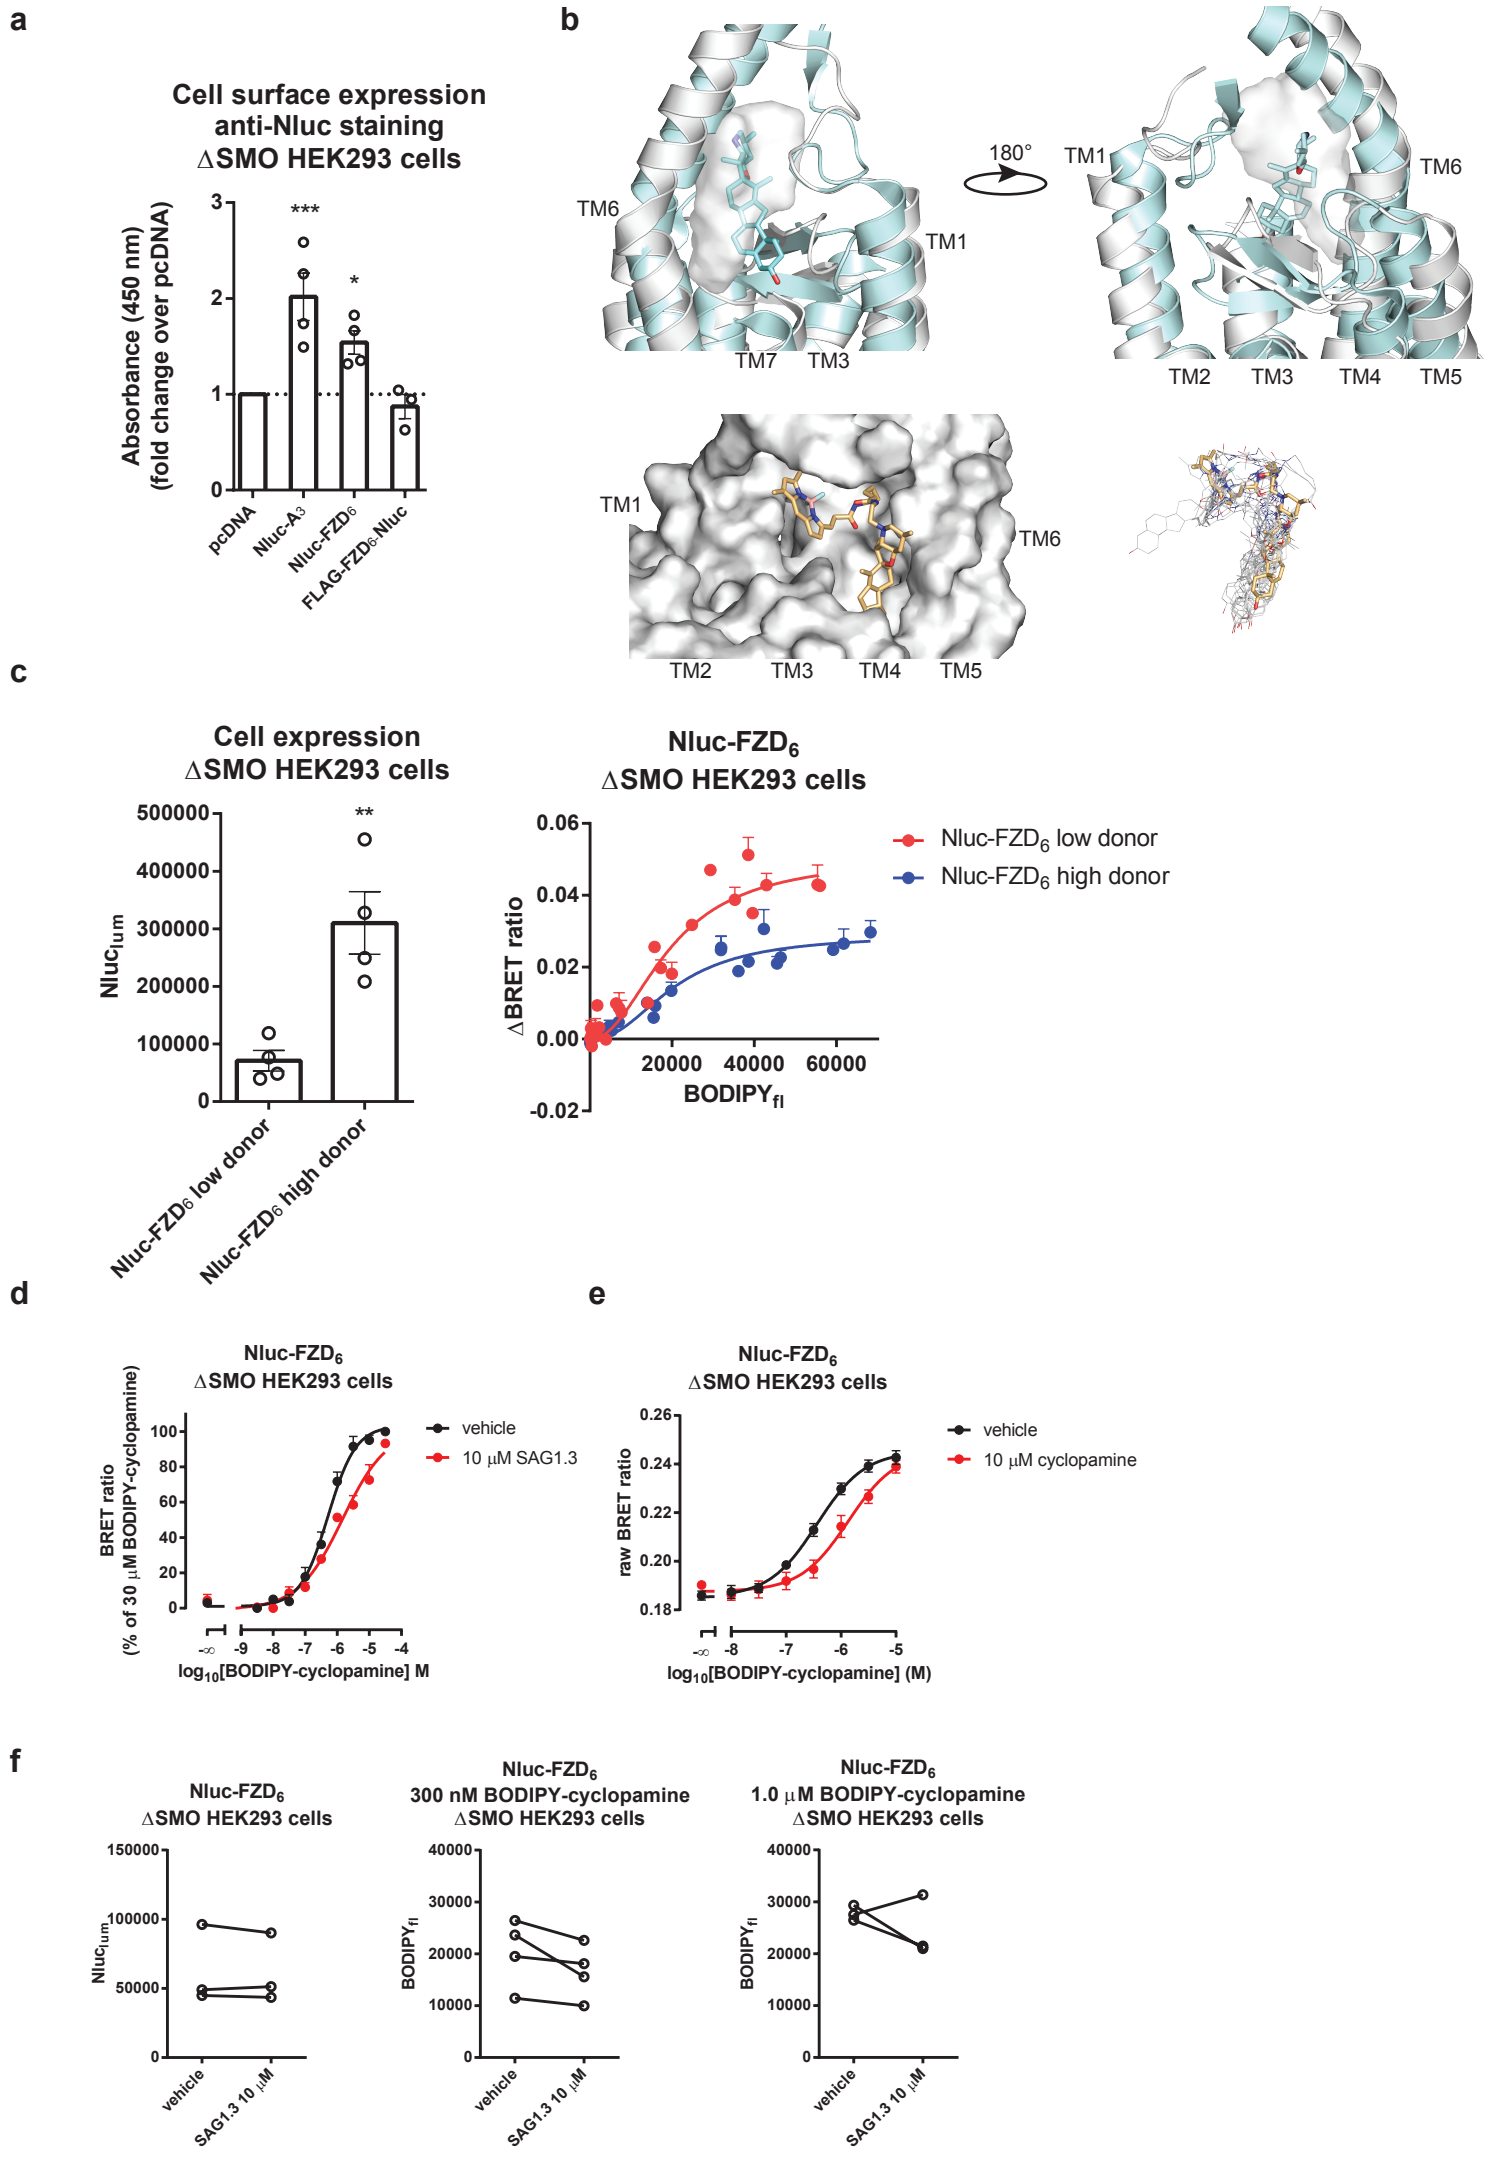 a
Cell surface expression
anti-Nluc staining
ΔSMO HEK293 cells
Absorbance (450 nm)
(fold change over pcDNA)
3
2
1
0
***
*
pcDNA
Nluc-A3
Nluc-FZD6
FLAG-FZD6-Nluc
b
TM6
TM1
TM7
TM3
180°
TM1
TM6
TM2
TM3
TM4
TM5
TM1
TM6
TM2
TM3
TM4
TM5
c
Cell expression
ΔSMO HEK293 cells
Nluclum
500000
400000
300000
200000
100000
0
**
Nluc-FZD6 low donor
Nluc-FZD6 high donor
Nluc-FZD6
ΔSMO HEK293 cells
ΔBRET ratio
0.06
0.04
0.02
0.00
-0.02
20000
40000
60000
BODIPYfl
Nluc-FZD6 low donor
Nluc-FZD6 high donor
d
Nluc-FZD6
ΔSMO HEK293 cells
BRET ratio
(% of 30 μM BODIPY-cyclopamine)
100
80
60
40
20
0
-∞
-9
-8
-7
-6
-5
-4
log10[BODIPY-cyclopamine] M
vehicle
10 μM SAG1.3
e
Nluc-FZD6
ΔSMO HEK293 cells
raw BRET ratio
0.26
0.24
0.22
0.20
0.18
-∞
-8
-7
-6
-5
log10[BODIPY-cyclopamine] (M)
vehicle
10 μM cyclopamine
f
Nluc-FZD6
ΔSMO HEK293 cells
Nluclum
150000
100000
50000
0
vehicle
SAG1.3 10 μM
Nluc-FZD6
300 nM BODIPY-cyclopamine
ΔSMO HEK293 cells
BODIPYfl
40000
30000
20000
10000
0
vehicle
SAG1.3 10 μM
Nluc-FZD6
1.0 μM BODIPY-cyclopamine
ΔSMO HEK293 cells
BODIPYfl
40000
30000
20000
10000
0
vehicle
SAG1.3 10 μM